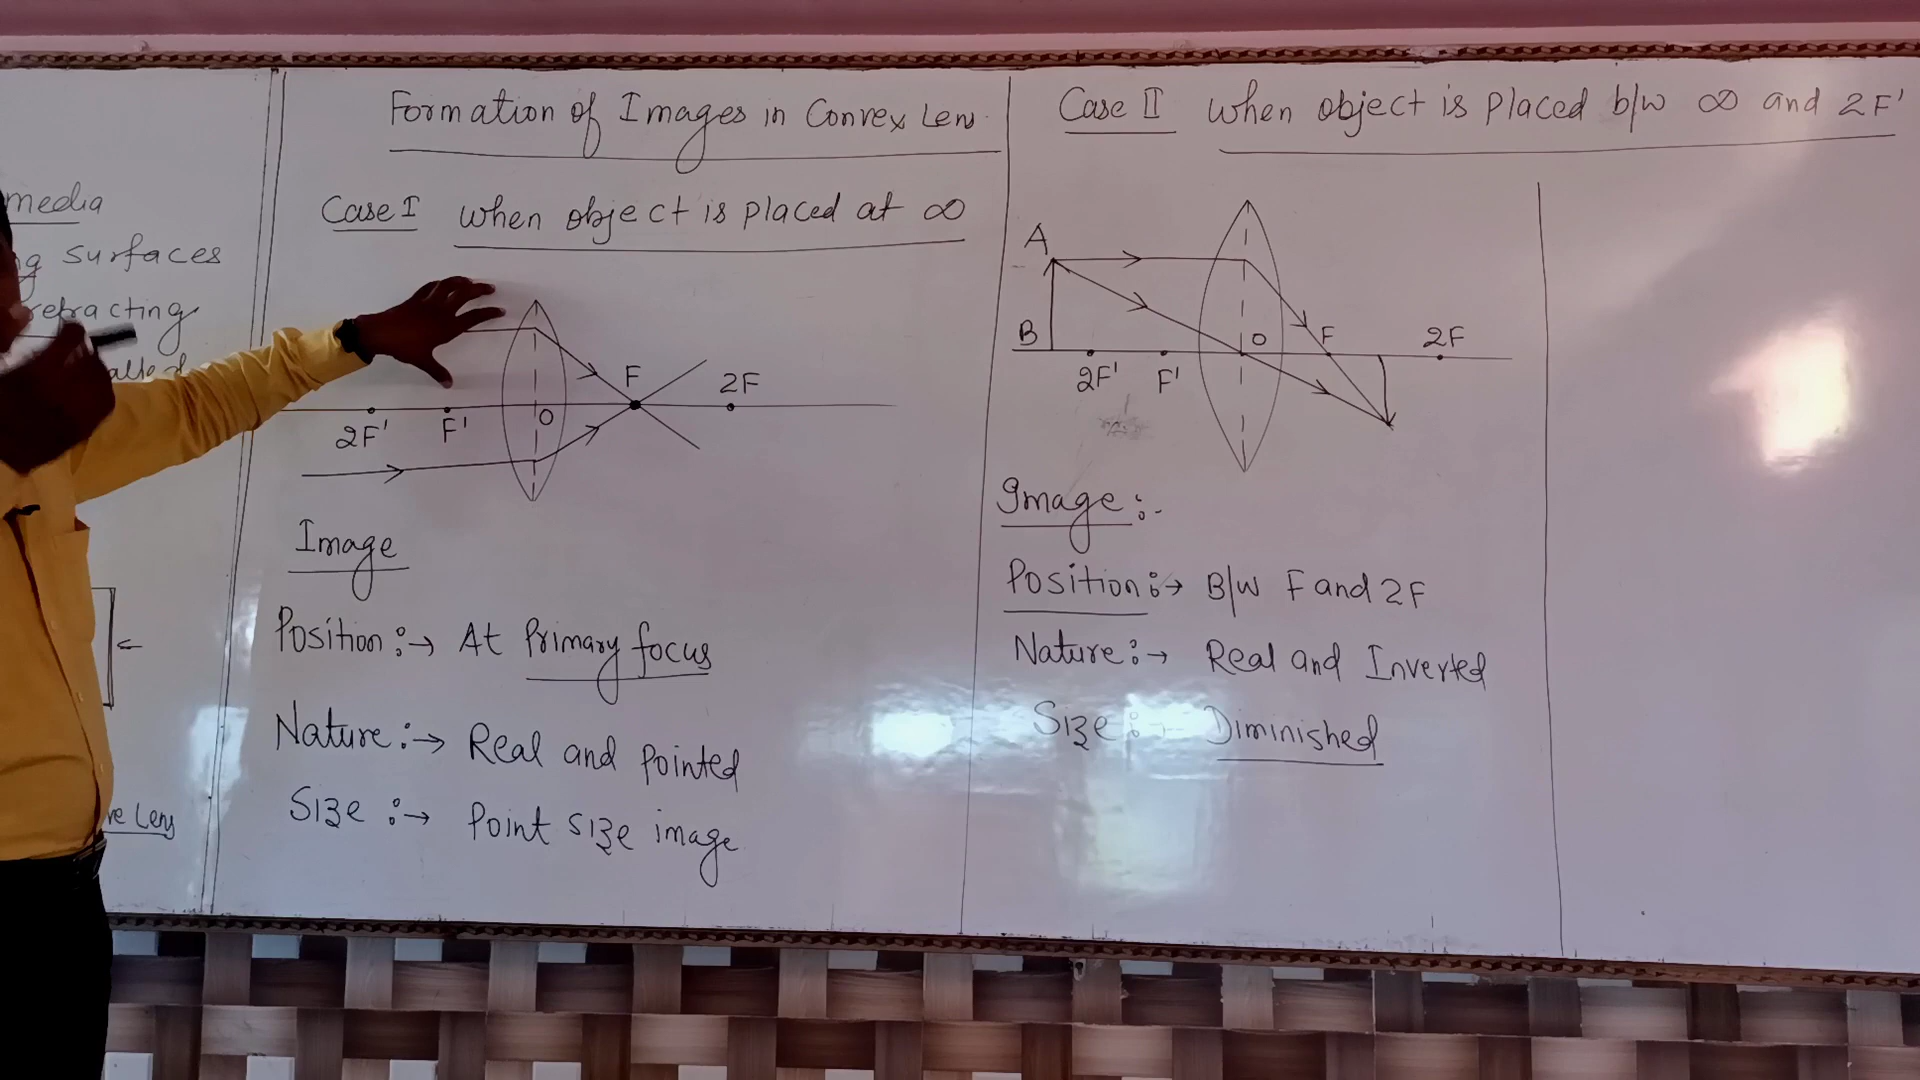 media
surfaces
refracting
ve Lens
Formation of Images in Convex Lens.
Case I when object is placed at ∞
F
2F
2F' F' O
Image
Position :→ At Primary focus
Nature :→ Real and Pointed
Size :→ Point size image
Case II when object is placed b/w ∞ and 2F'
A
B
O F 2F
2F' F'
Image :-
Position :→ B/w F and 2F
Nature :→ Real and Inverted
Size :- Diminished